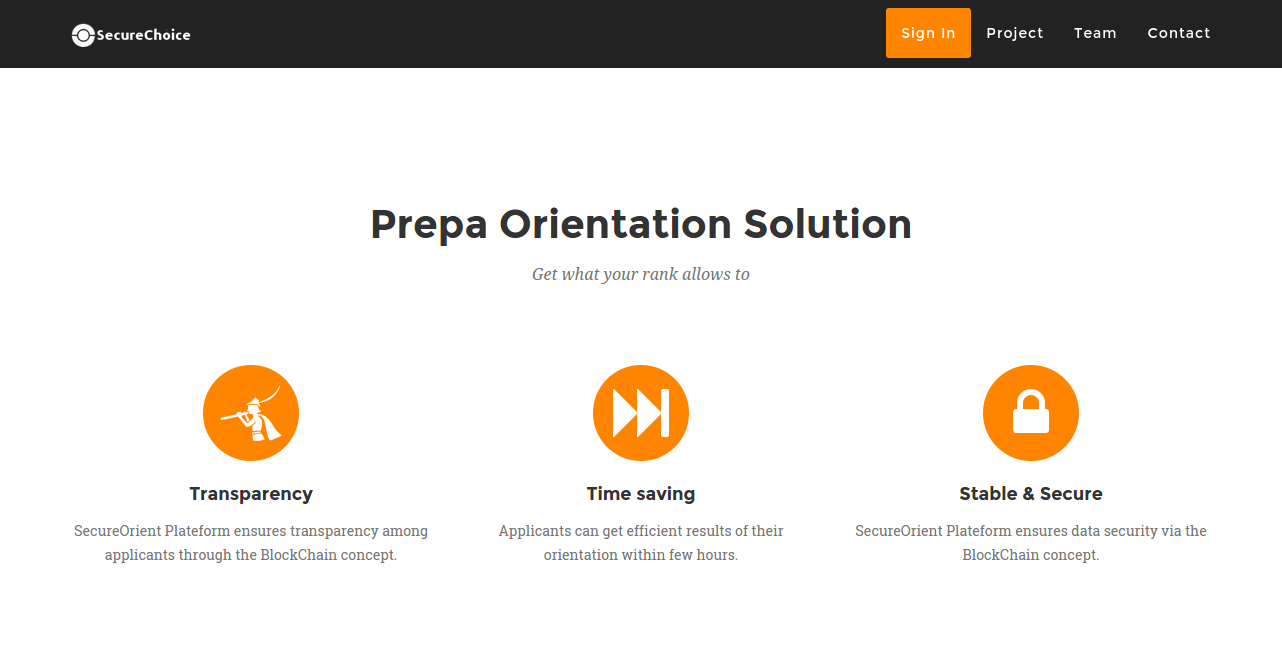 SecureChoice
Sign In
Project
Team
Contact
Prepa Orientation Solution
Get what your rank allows to
Transparency
SecureOrient Plateform ensures transparency among
applicants through the BlockChain concept.
Time saving
Applicants can get efficient results of their
orientation within few hours.
Stable & Secure
SecureOrient Plateform ensures data security via the
BlockChain concept.